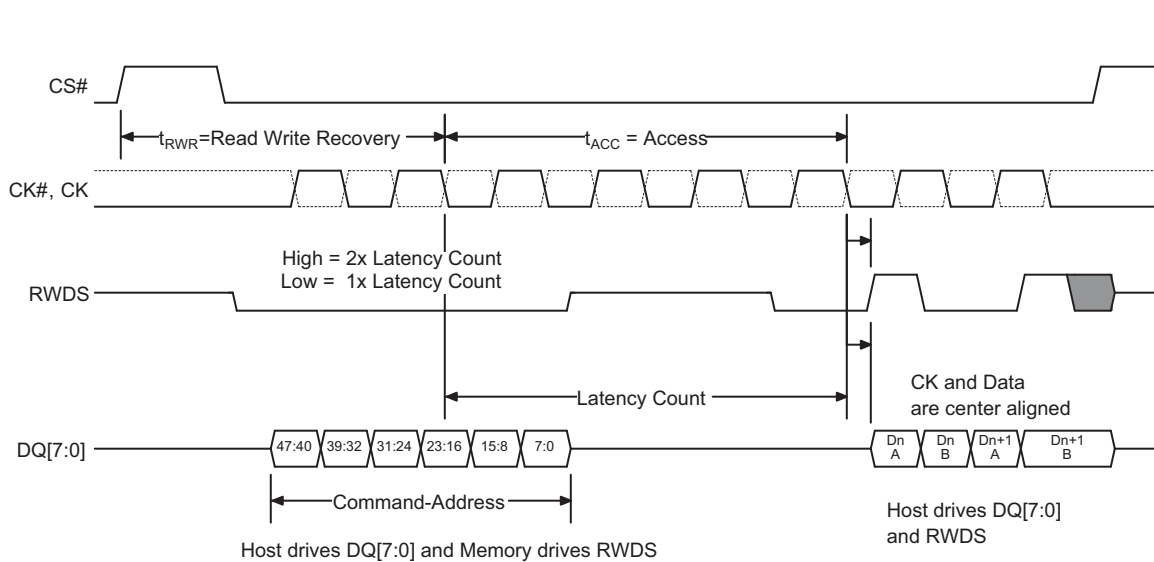 CS#
tRWR=Read Write Recovery
tACC = Access
CK#, CK
High = 2x Latency Count
Low = 1x Latency Count
RWDS
Latency Count
CK and Data
are center aligned
DQ[7:0]
47:40 39:32 31:24 23:16 15:8 7:0
Dn A
Dn B
Dn+1 A
Dn+1 B
Command-Address
Host drives DQ[7:0]
and RWDS
Host drives DQ[7:0] and Memory drives RWDS